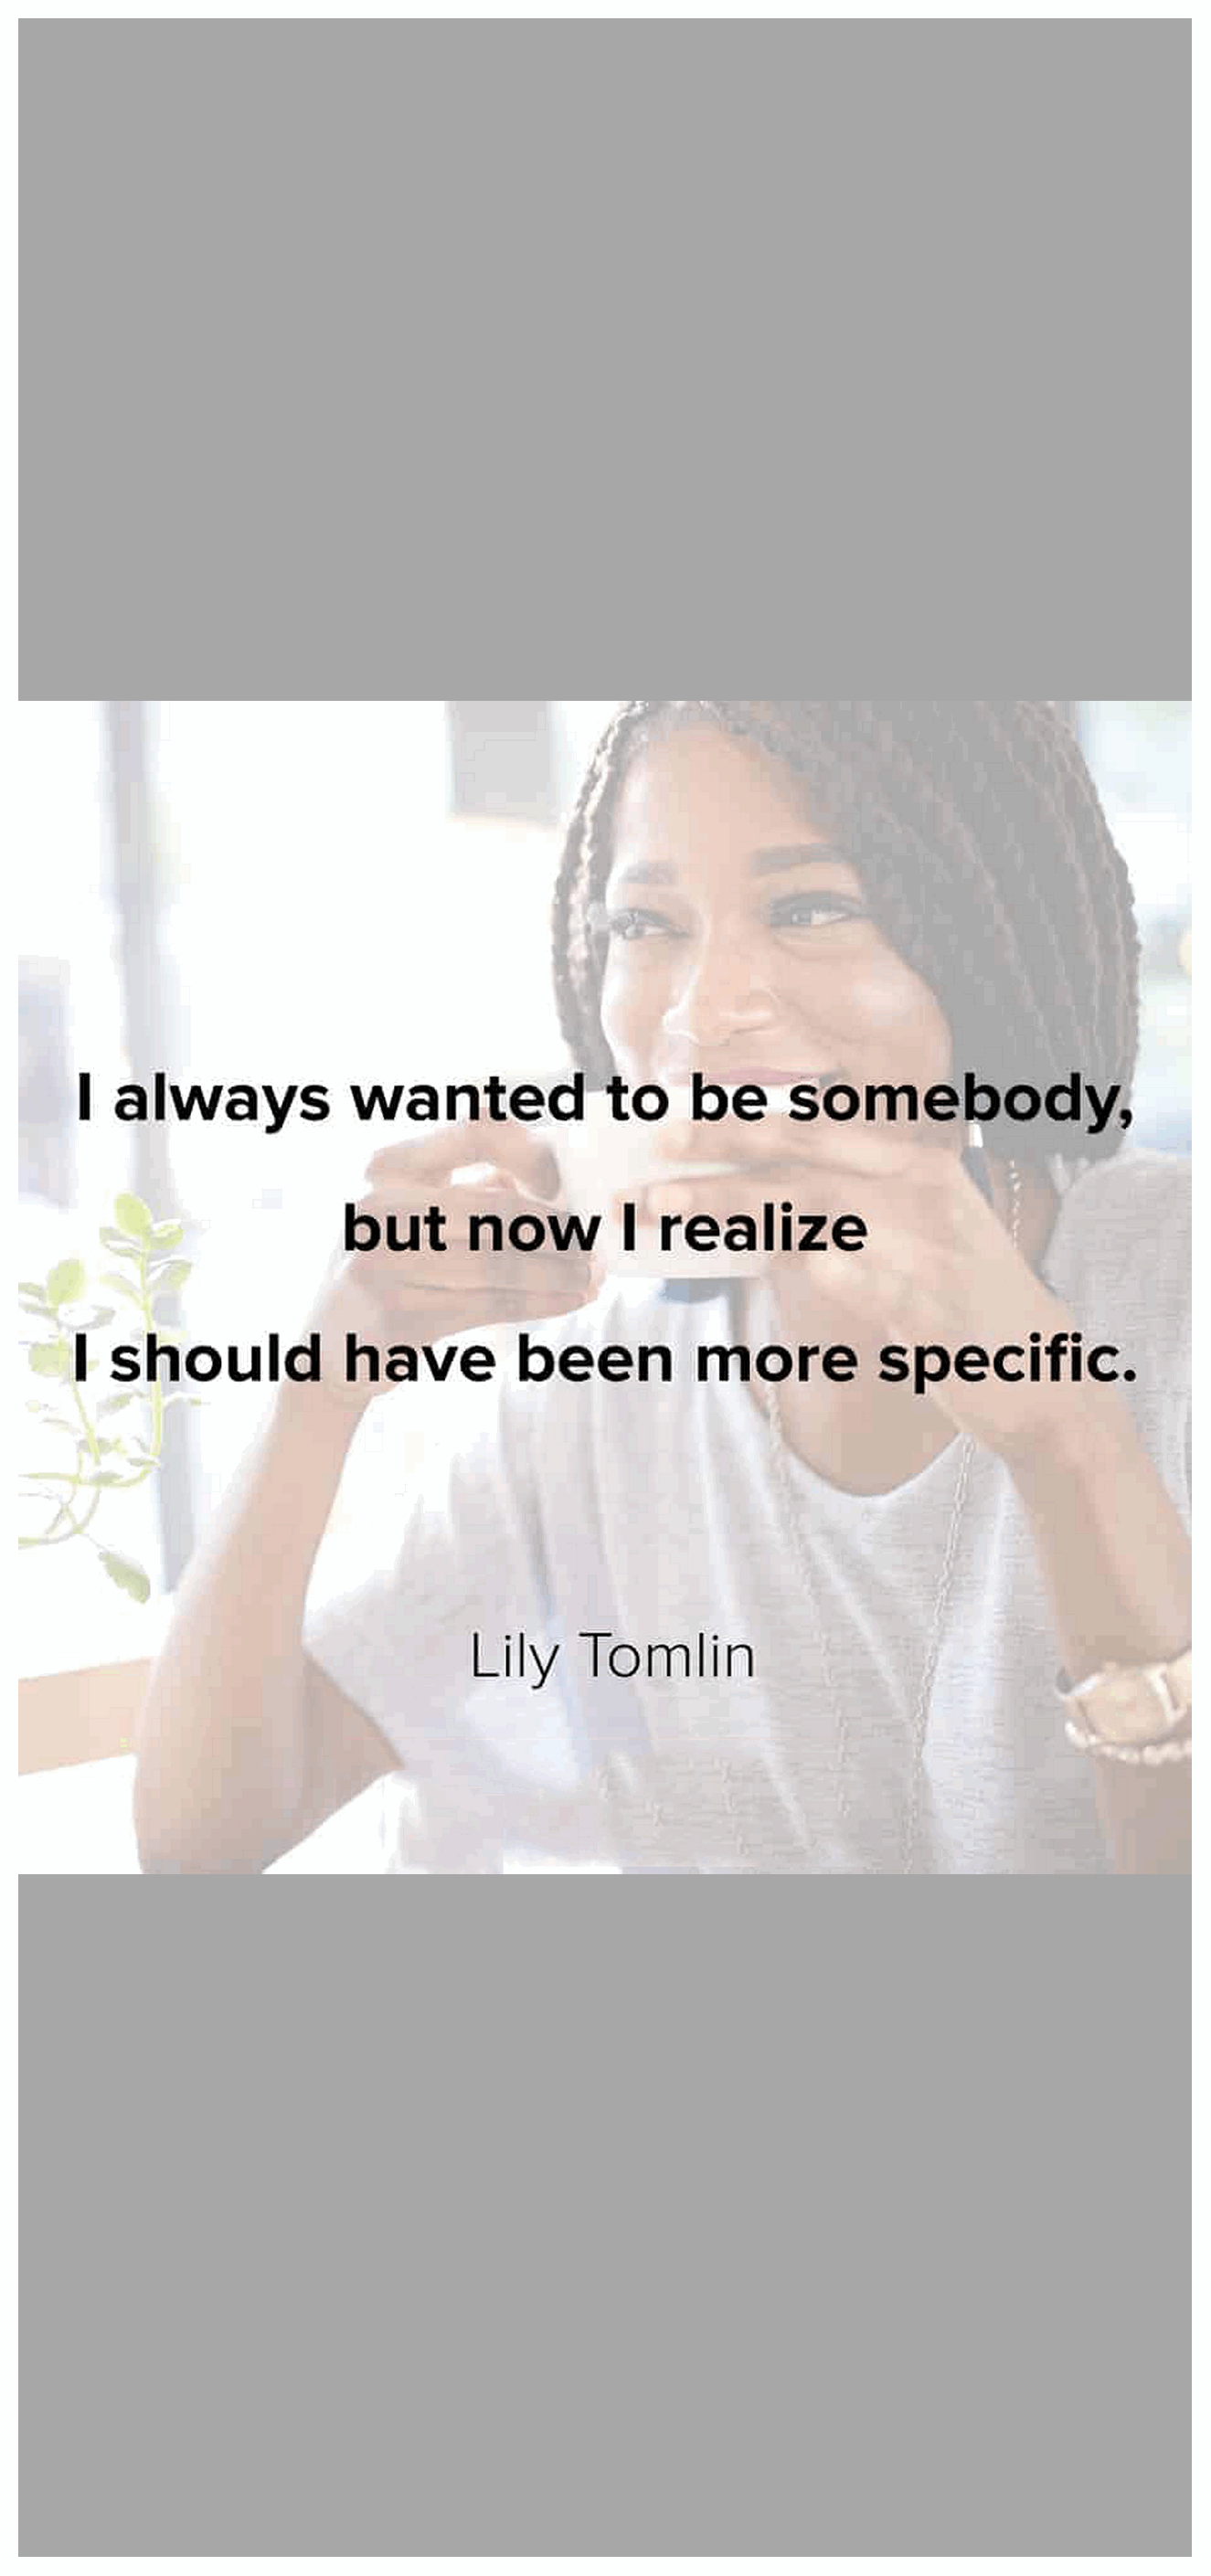 I always wanted to be somebody,
but now I realize
I should have been more specific.
Lily Tomlin